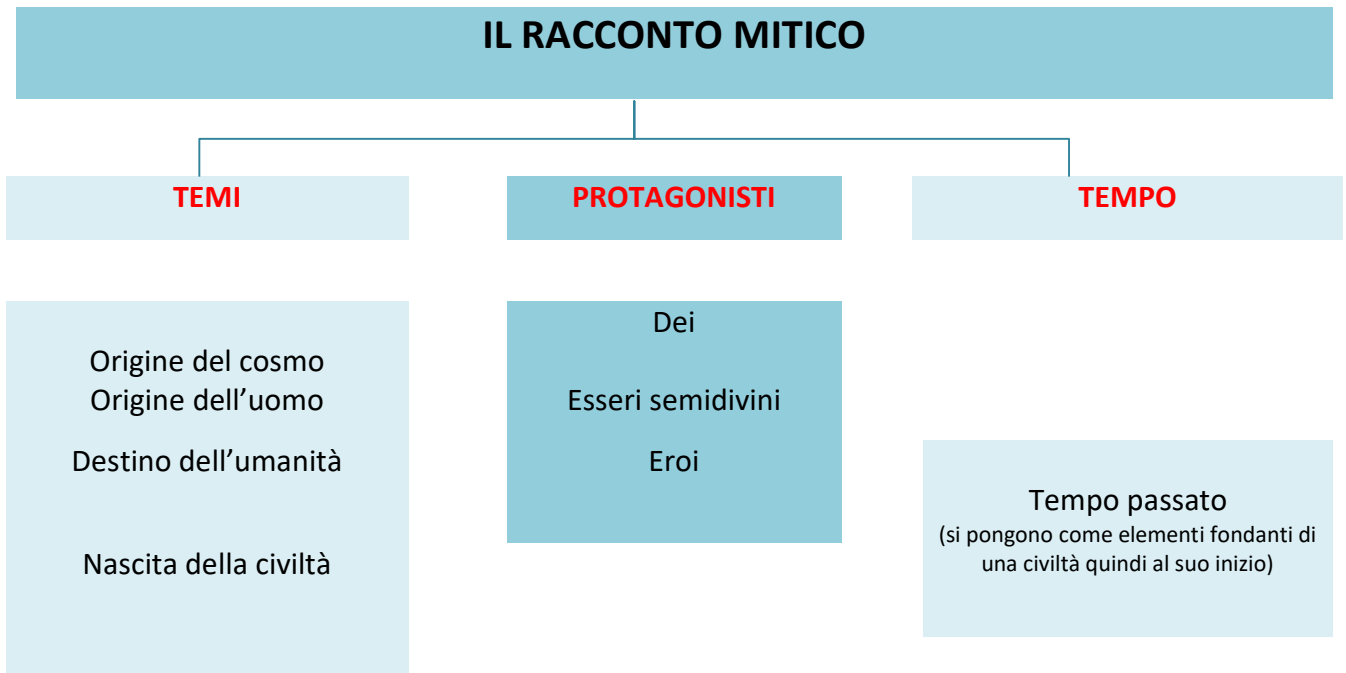 IL RACCONTO MITICO
TEMI
PROTAGONISTI
TEMPO
Origine del cosmo
Origine dell’uomo
Destino dell’umanità
Nascita della civiltà
Dei
Esseri semidivini
Eroi
Tempo passato
(si pongono come elementi fondanti di
una civiltà quindi al suo inizio)